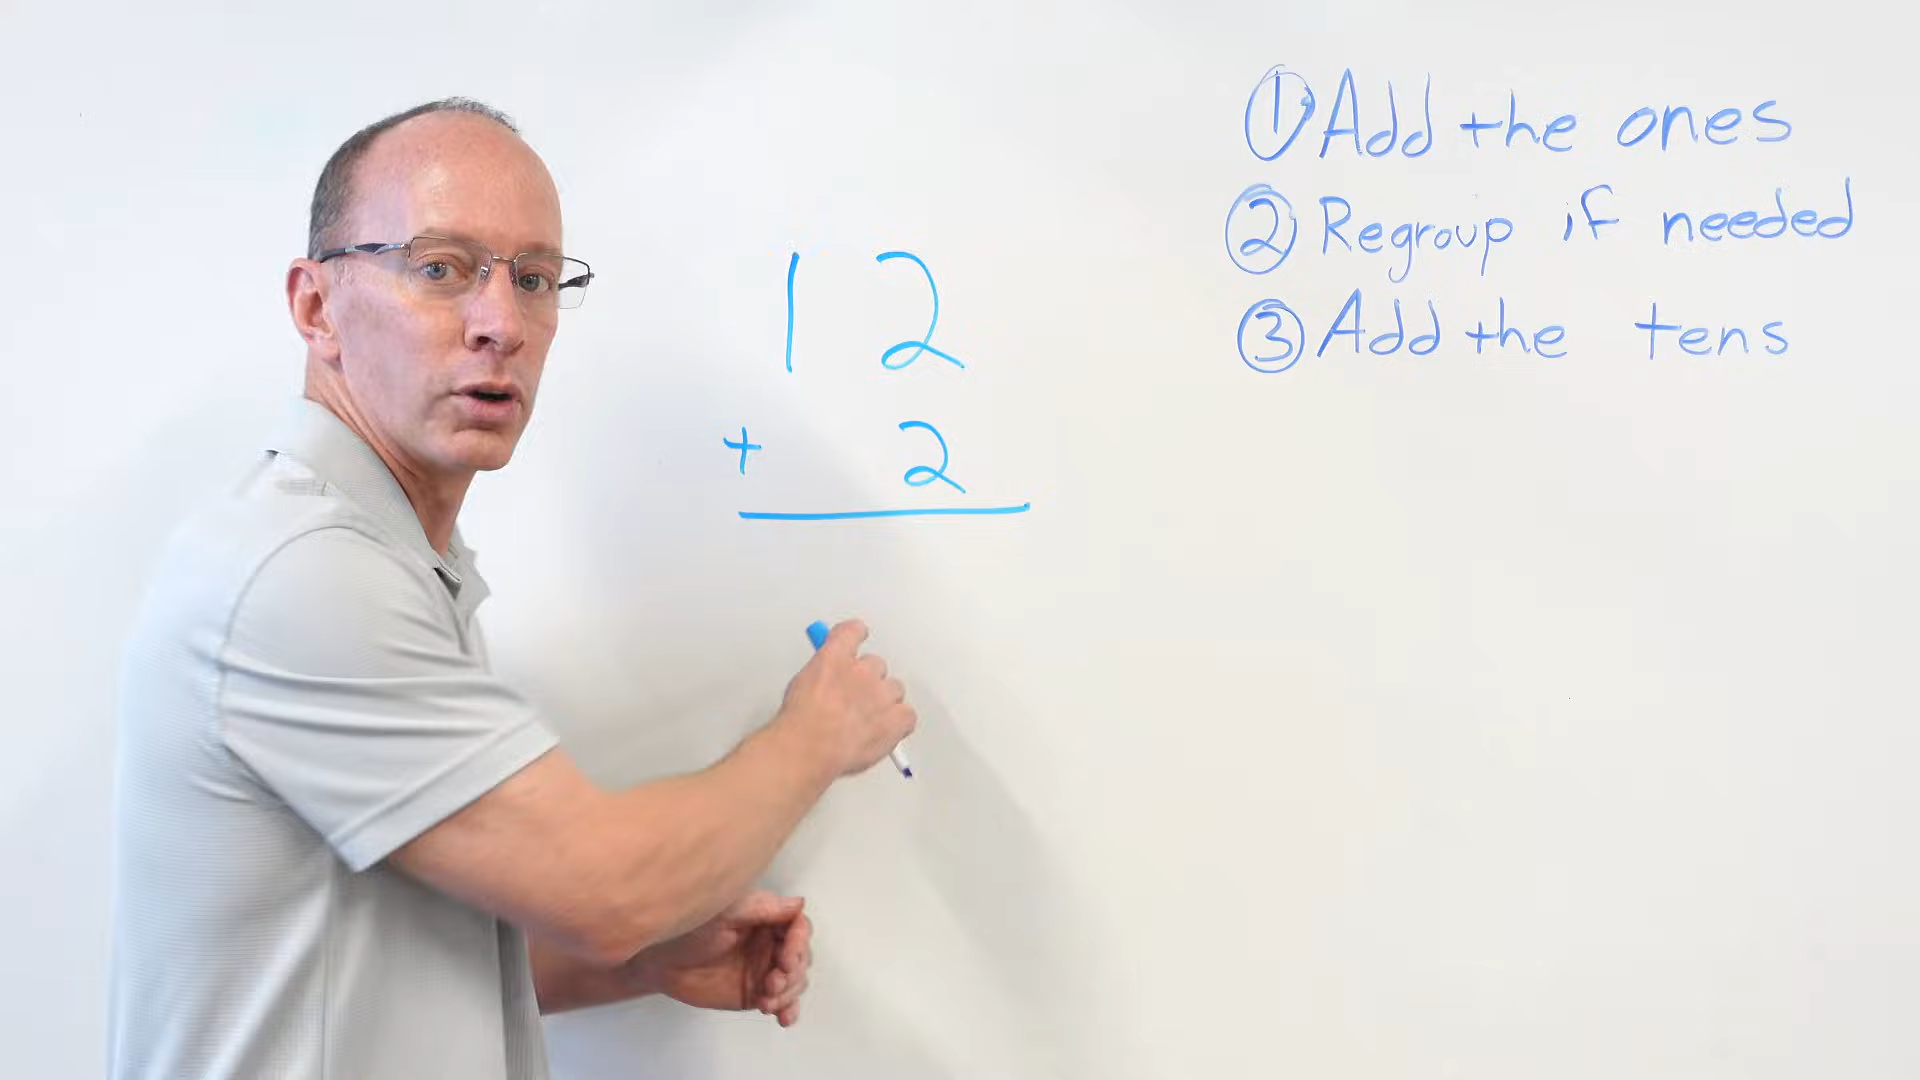 12
+ 2
① Add the ones
② Regroup if needed
③ Add the tens